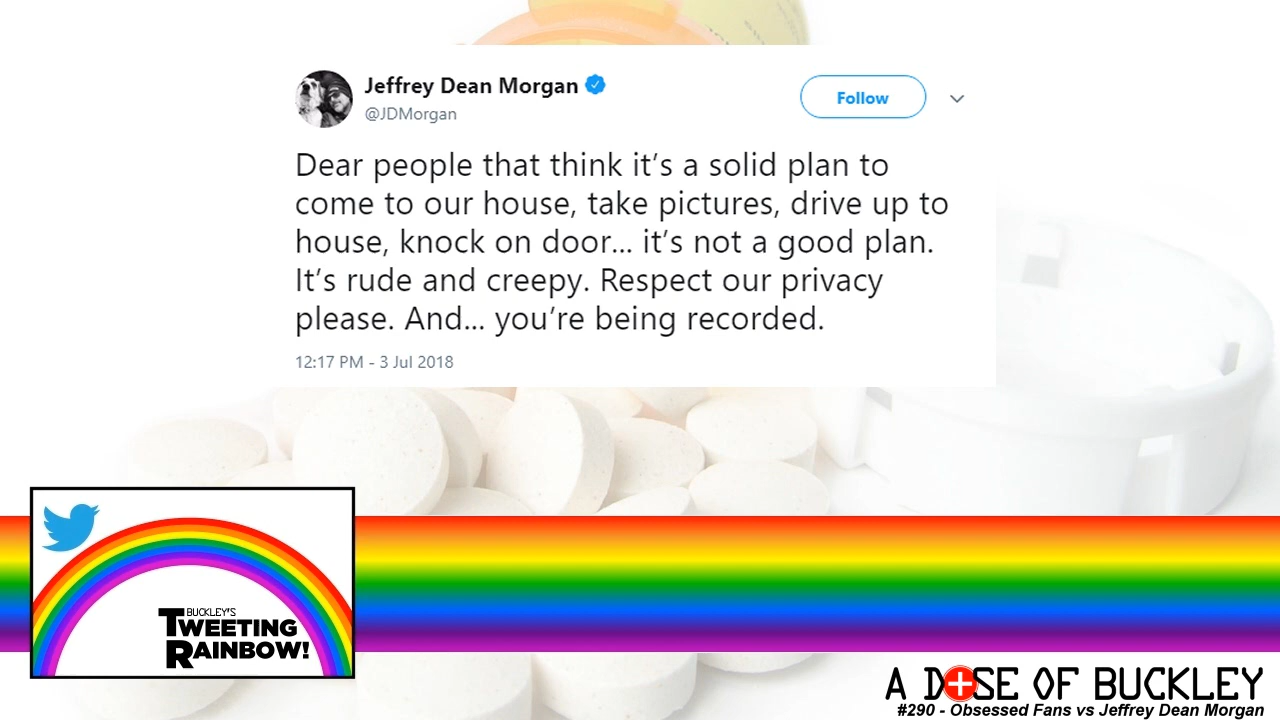 Jeffrey Dean Morgan
@JDMorgan
Follow
Dear people that think it’s a solid plan to
come to our house, take pictures, drive up to
house, knock on door... it’s not a good plan.
It’s rude and creepy. Respect our privacy
please. And... you’re being recorded.
12:17 PM - 3 Jul 2018
BUCKLEY'S
TWEETING
RAINBOW!
A DOSE OF BUCKLEY
#290 - Obsessed Fans vs Jeffrey Dean Morgan